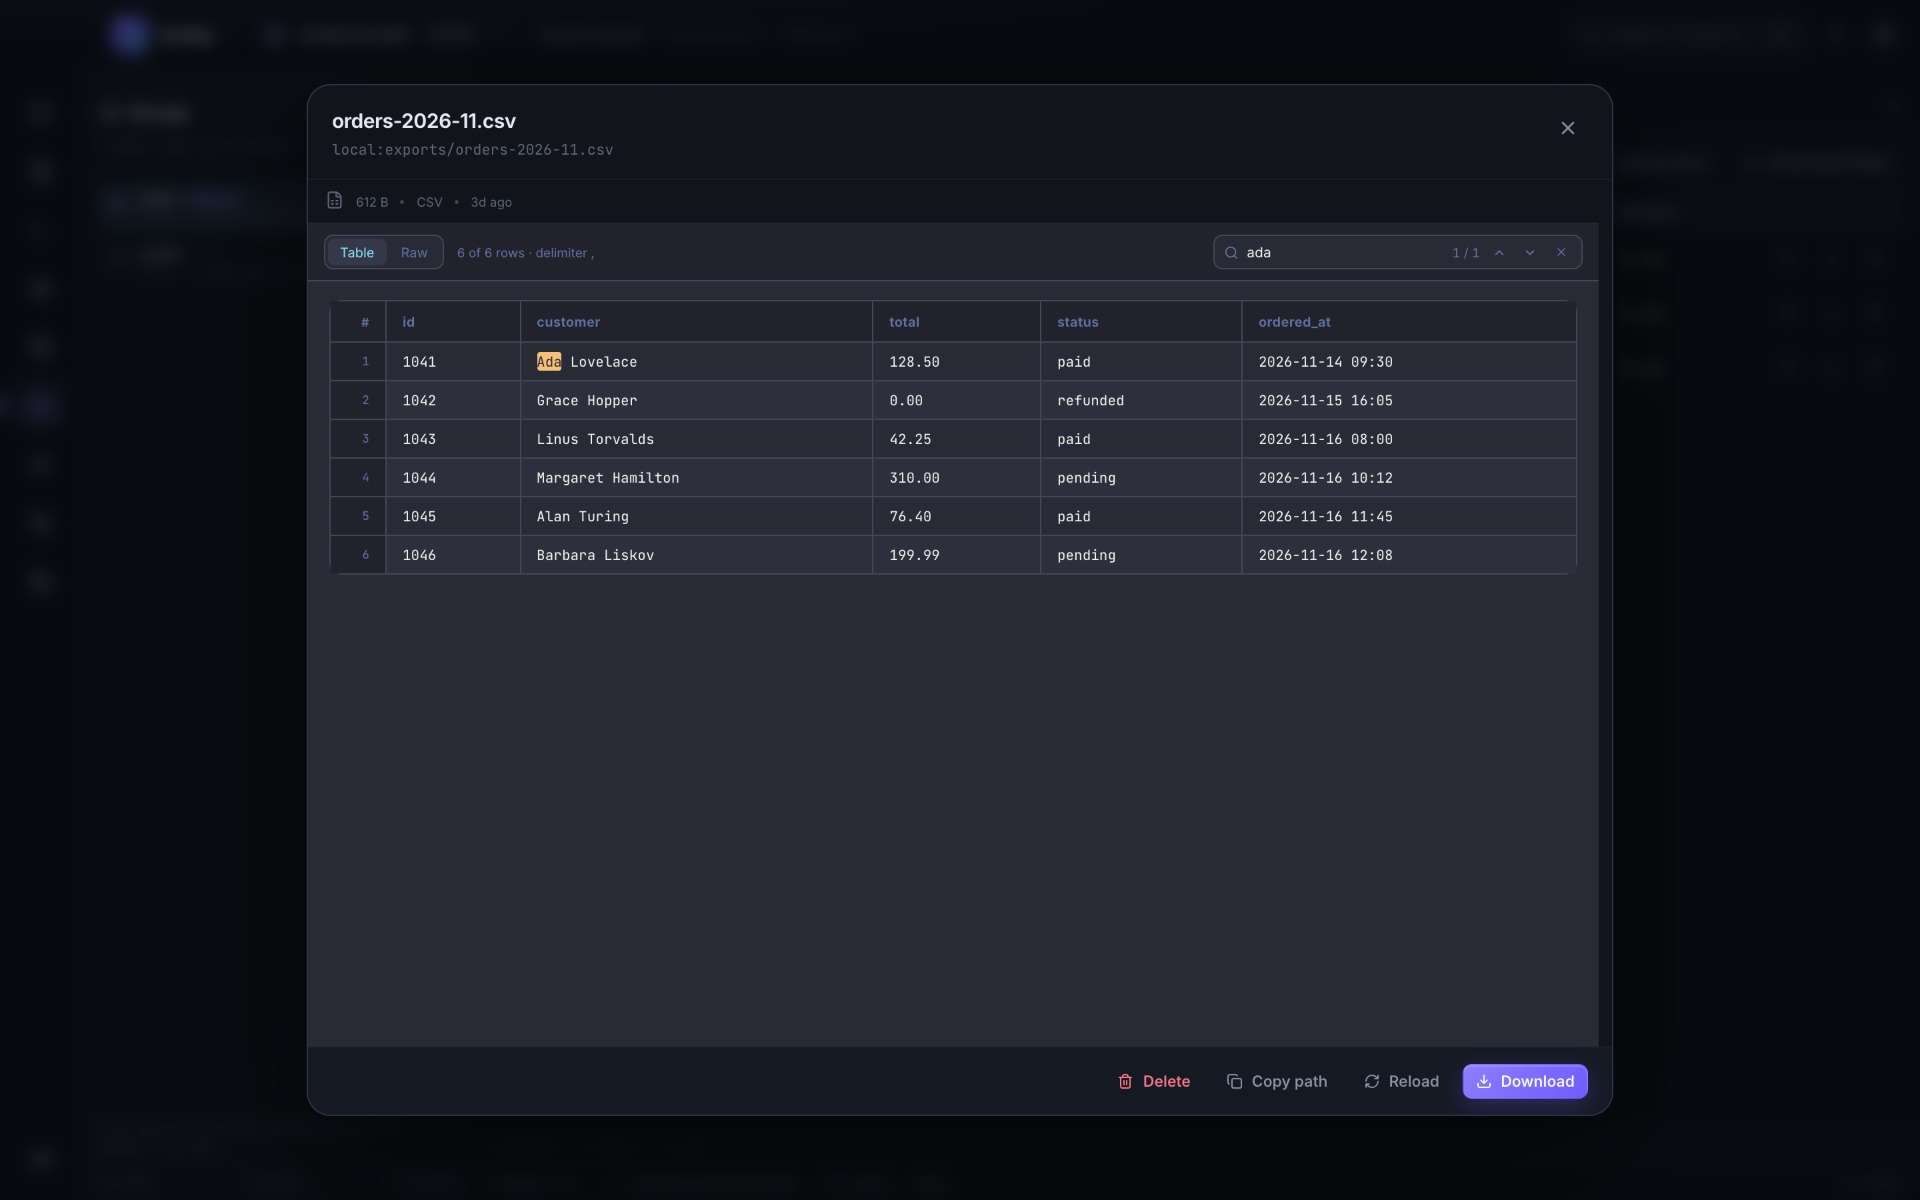 orders-2026-11.csv
local:exports/orders-2026-11.csv
612 B • CSV • 3d ago
Table Raw 6 of 6 rows · delimiter , ada 1 / 1
# id customer total status ordered_at
1 1041 Ada Lovelace 128.50 paid 2026-11-14 09:30
2 1042 Grace Hopper 0.00 refunded 2026-11-15 16:05
3 1043 Linus Torvalds 42.25 paid 2026-11-16 08:00
4 1044 Margaret Hamilton 310.00 pending 2026-11-16 10:12
5 1045 Alan Turing 76.40 paid 2026-11-16 11:45
6 1046 Barbara Liskov 199.99 pending 2026-11-16 12:08
Delete Copy path Reload Download